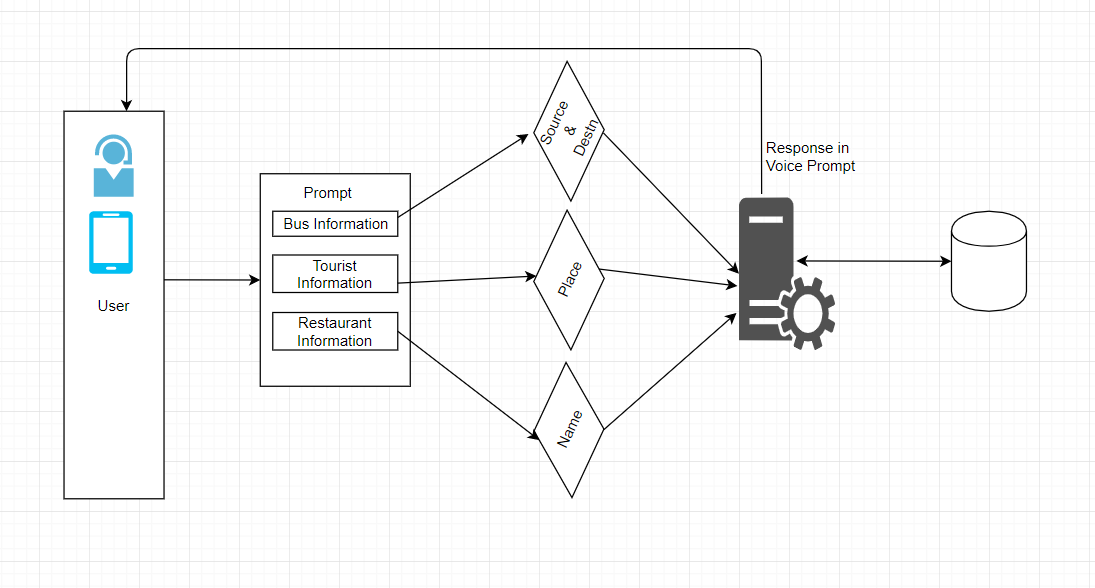 User
Prompt
Bus Information
Tourist
Information
Restaurant
Information
Source
&
Destn
Place
Name
Response in
Voice Prompt